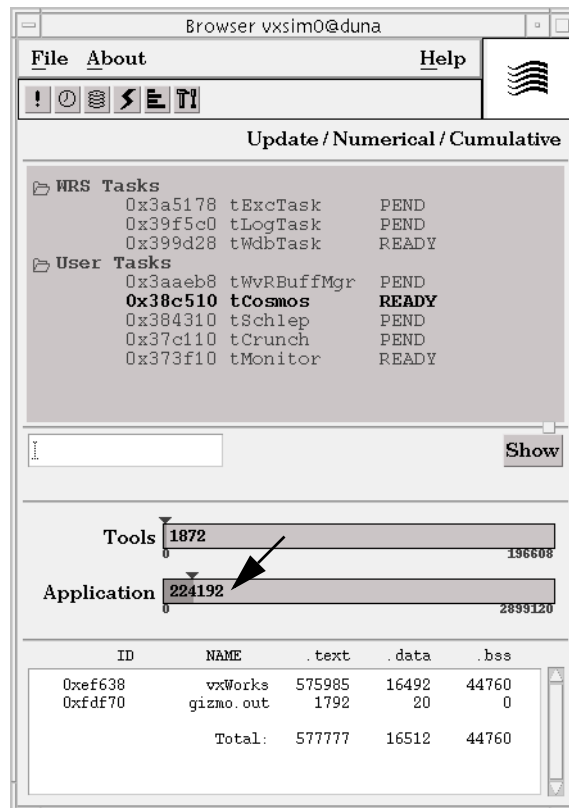 Browser vxsim0@duna
File About Help
Update / Numerical / Cumulative
WRS Tasks
0x3a5178 tExcTask PEND
0x39f5c0 tLogTask PEND
0x399d28 tWdbTask READY
User Tasks
0x3aaeb8 tWvRBuffMgr PEND
0x38c510 tCosmos READY
0x384310 tSchlep PEND
0x37c110 tCrunch PEND
0x373f10 tMonitor READY
Show
Tools 1872
0 196608
Application 224192
0 2899120
ID NAME .text .data .bss
0xef638 vxWorks 575985 16492 44760
0xfdf70 gizmo.out 1792 20 0
Total: 577777 16512 44760